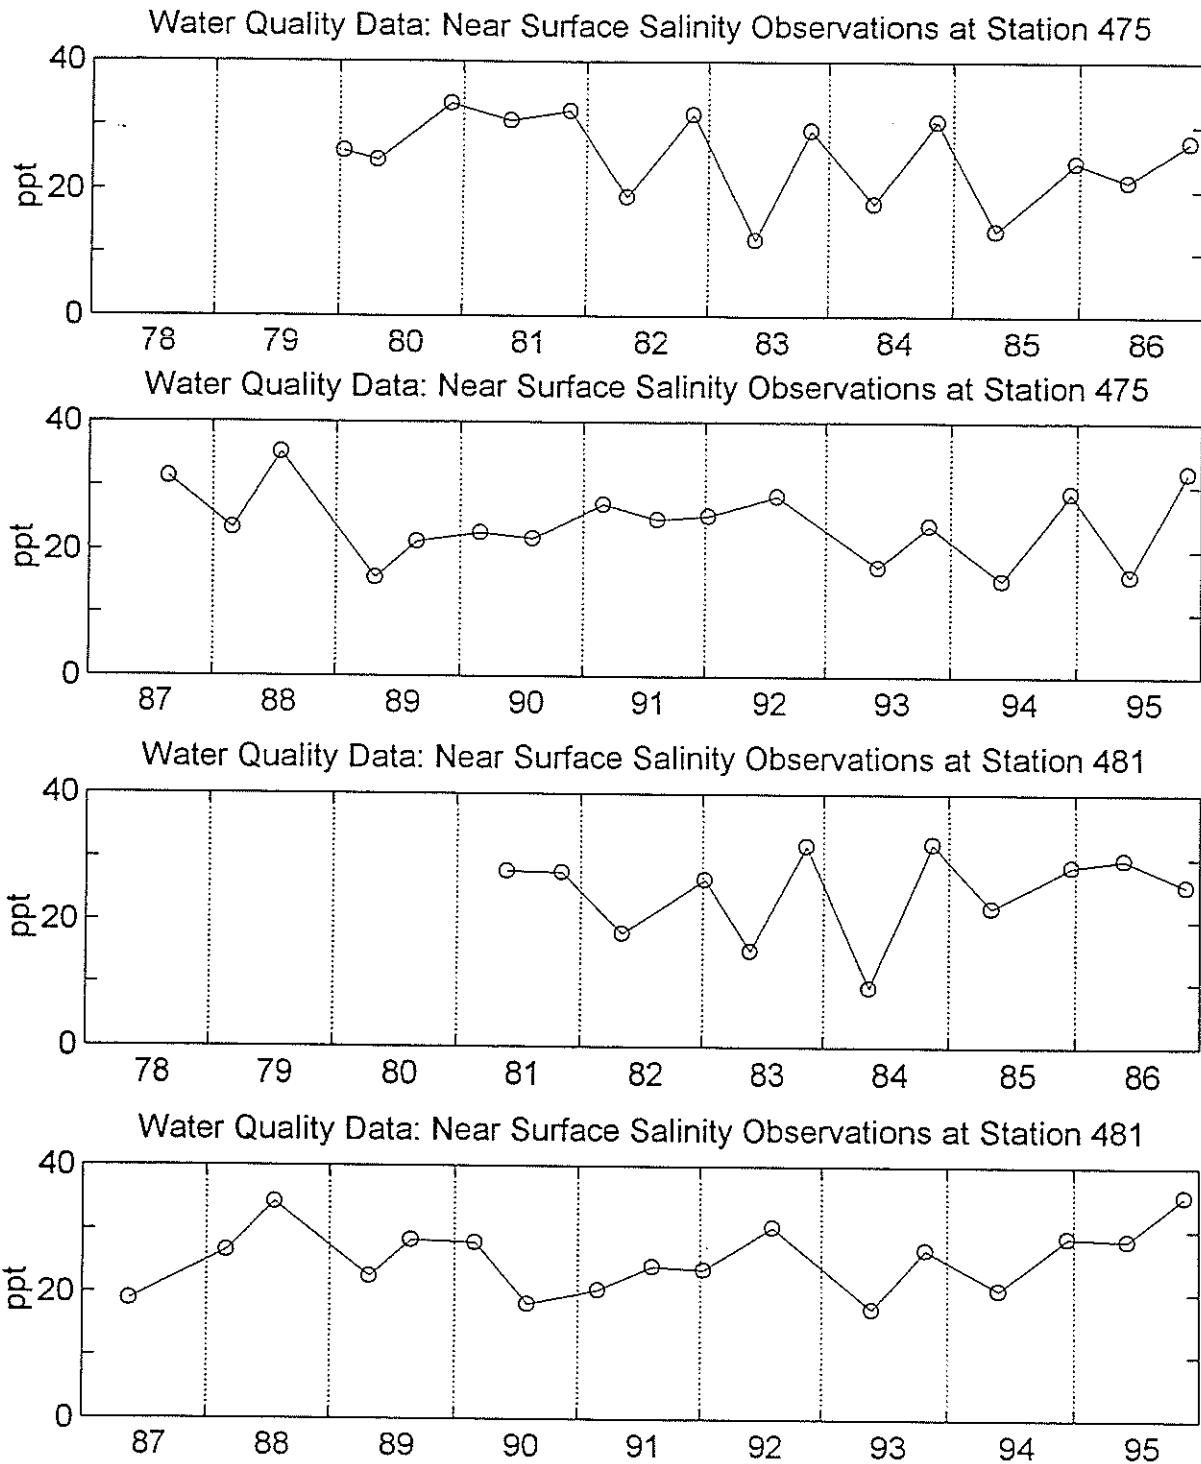 Water Quality Data: Near Surface Salinity Observations at Station 475
40
20
0
ppt
78 79 80 81 82 83 84 85 86
Water Quality Data: Near Surface Salinity Observations at Station 475
40
20
0
ppt
87 88 89 90 91 92 93 94 95
Water Quality Data: Near Surface Salinity Observations at Station 481
40
20
0
ppt
78 79 80 81 82 83 84 85 86
Water Quality Data: Near Surface Salinity Observations at Station 481
40
20
0
ppt
87 88 89 90 91 92 93 94 95